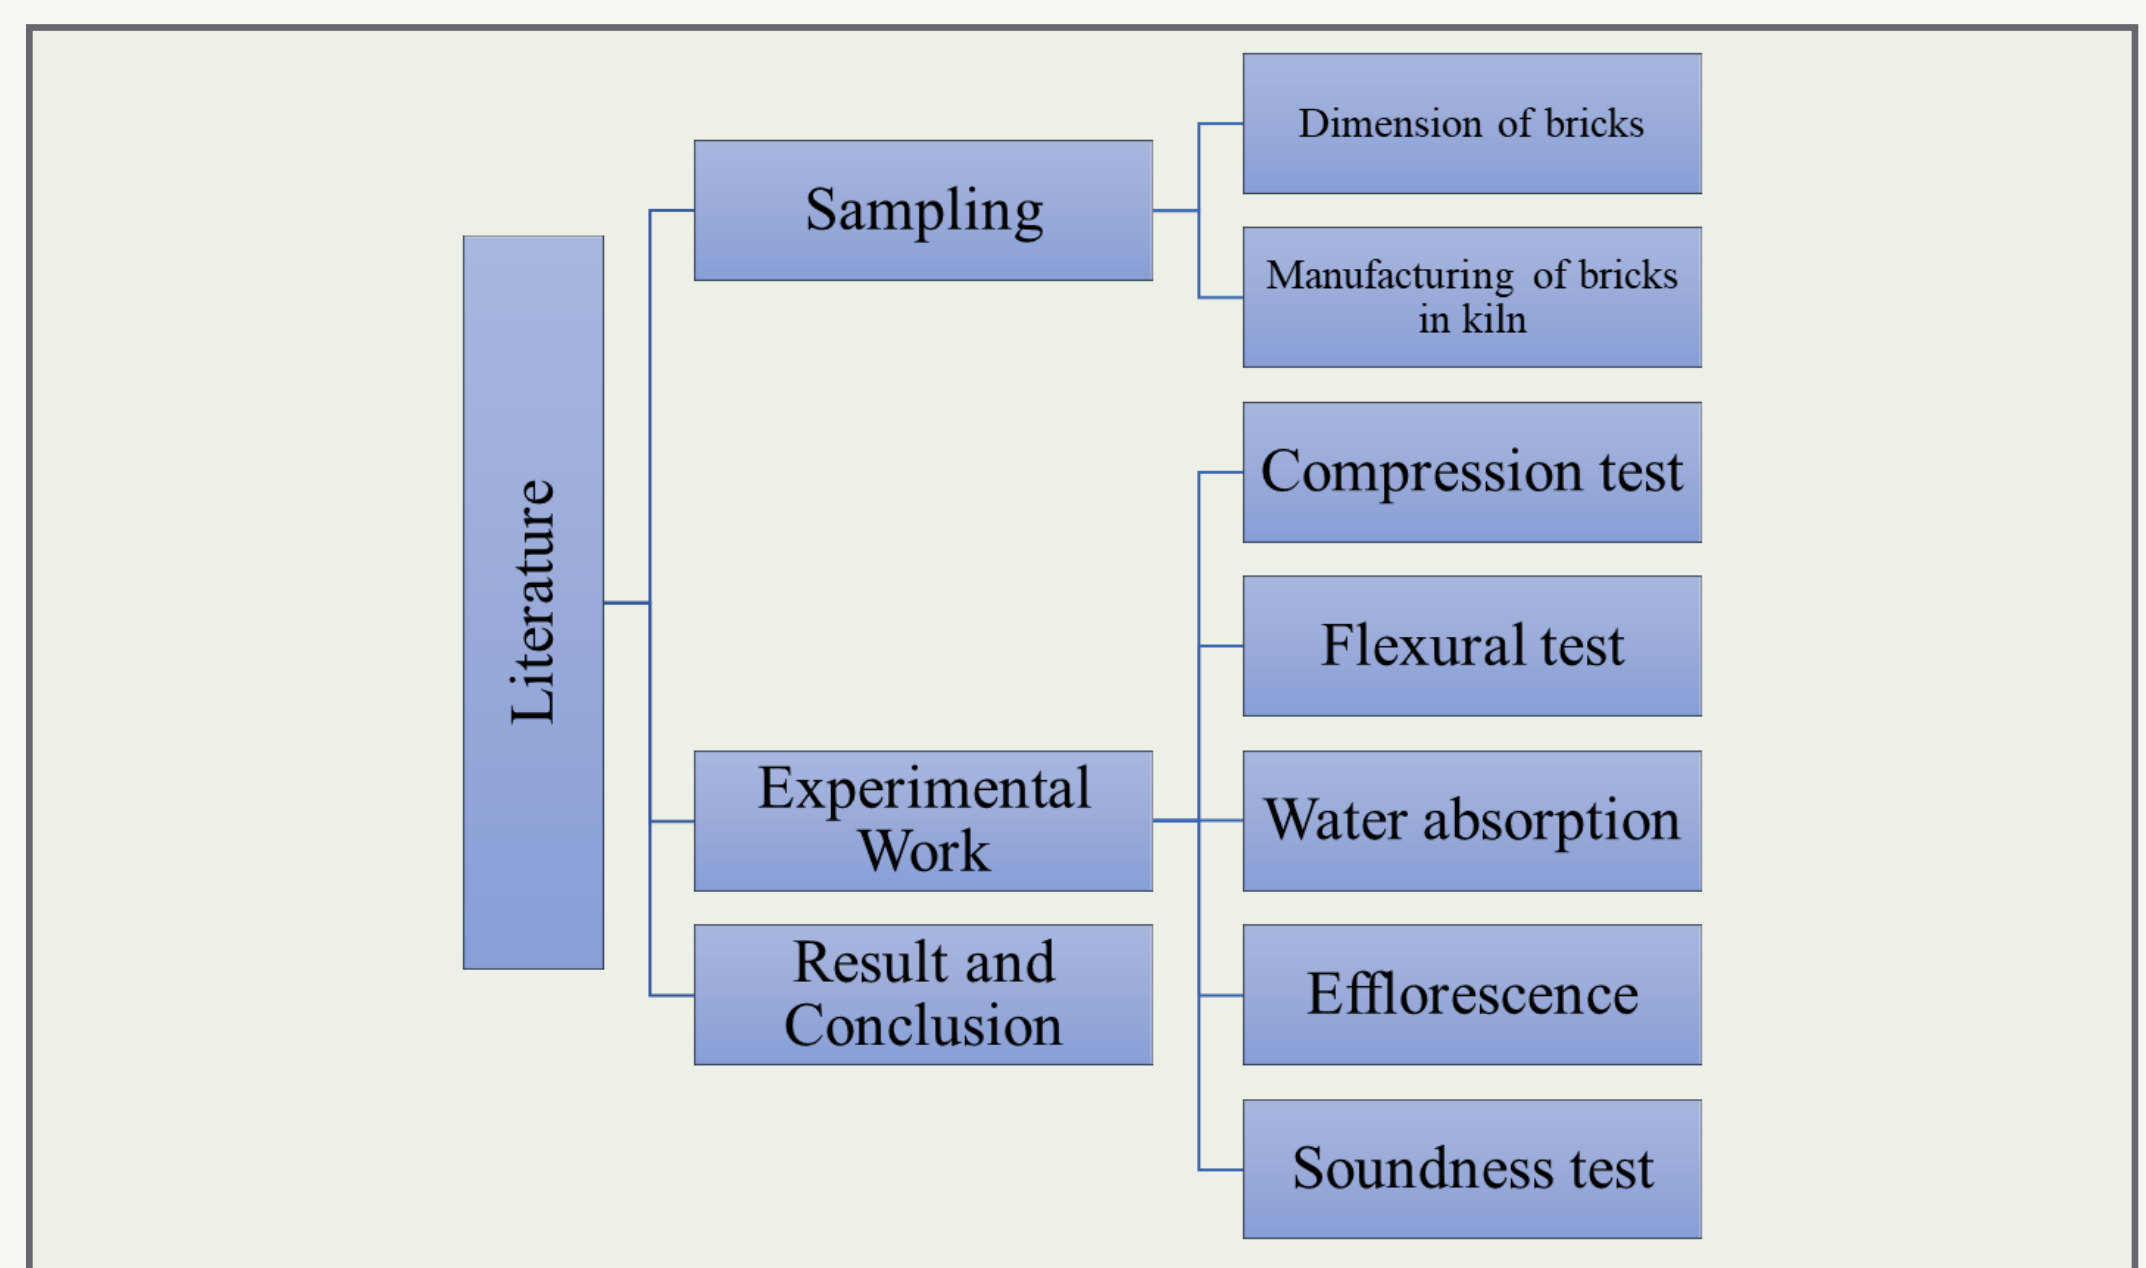 Literature
Sampling
Dimension of bricks
Manufacturing of bricks
in kiln
Experimental
Work
Compression test
Flexural test
Water absorption
Efflorescence
Soundness test
Result and
Conclusion